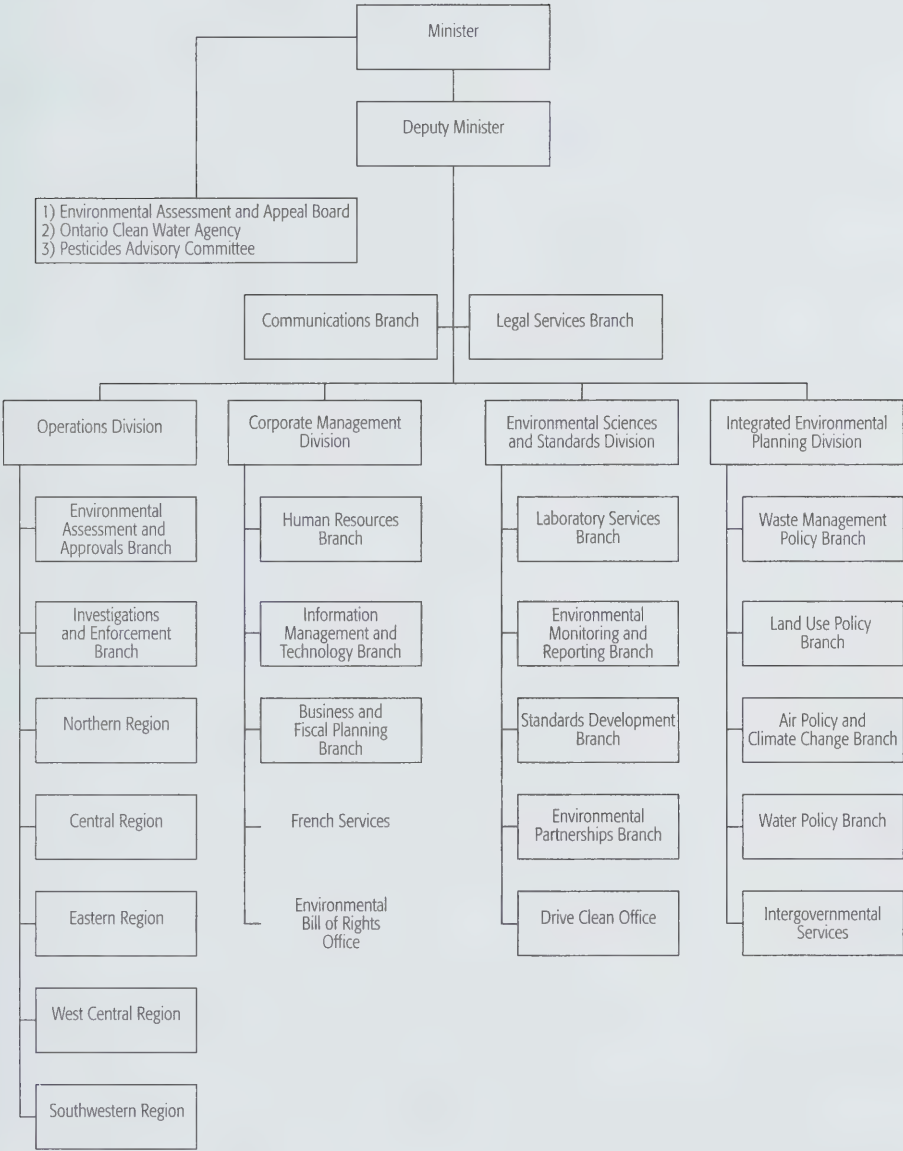 Minister
Deputy Minister
1) Environmental Assessment and Appeal Board
2) Ontario Clean Water Agency
3) Pesticides Advisory Committee
Communications Branch
Legal Services Branch
Operations Division
Environmental
Assessment and
Approvals Branch
Investigations
and Enforcement
Branch
Northern Region
Central Region
Eastern Region
West Central Region
Southwestern Region
Corporate Management
Division
Human Resources
Branch
Information
Management and
Technology Branch
Business and
Fiscal Planning
Branch
French Services
Environmental
Bill of Rights
Office
Environmental Sciences
and Standards Division
Laboratory Services
Branch
Environmental
Monitoring and
Reporting Branch
Standards Development
Branch
Environmental
Partnerships Branch
Drive Clean Office
Integrated Environmental
Planning Division
Waste Management
Policy Branch
Land Use Policy
Branch
Air Policy and
Climate Change Branch
Water Policy Branch
Intergovernmental
Services